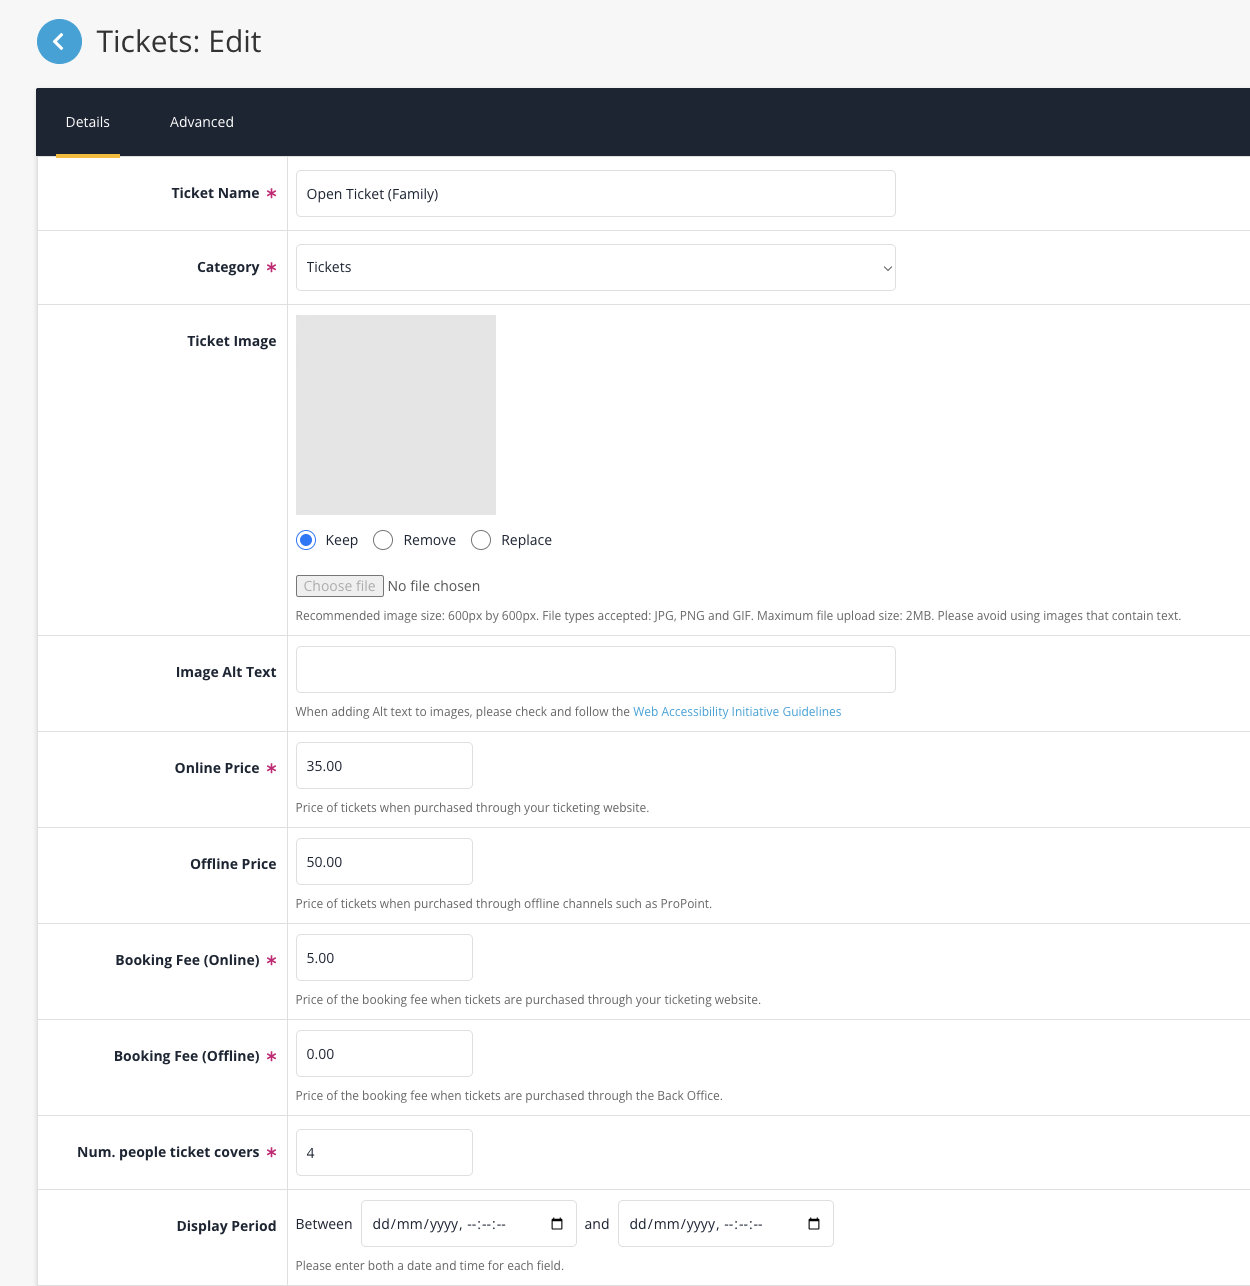 Tickets: Edit
Details Advanced
Ticket Name *
Open Ticket (Family)
Category *
Tickets
Ticket Image
Keep Remove Replace
Choose file No file chosen
Recommended image size: 600px by 600px. File types accepted: JPG, PNG and GIF. Maximum file upload size: 2MB. Please avoid using images that contain text.
Image Alt Text
When adding Alt text to images, please check and follow the Web Accessibility Initiative Guidelines
Online Price *
35.00
Price of tickets when purchased through your ticketing website.
Offline Price
50.00
Price of tickets when purchased through offline channels such as ProPoint.
Booking Fee (Online) *
5.00
Price of the booking fee when tickets are purchased through your ticketing website.
Booking Fee (Offline) *
0.00
Price of the booking fee when tickets are purchased through the Back Office.
Num. people ticket covers *
4
Display Period
Between dd/mm/yyyy, --:--:-- and dd/mm/yyyy, --:--:--
Please enter both a date and time for each field.